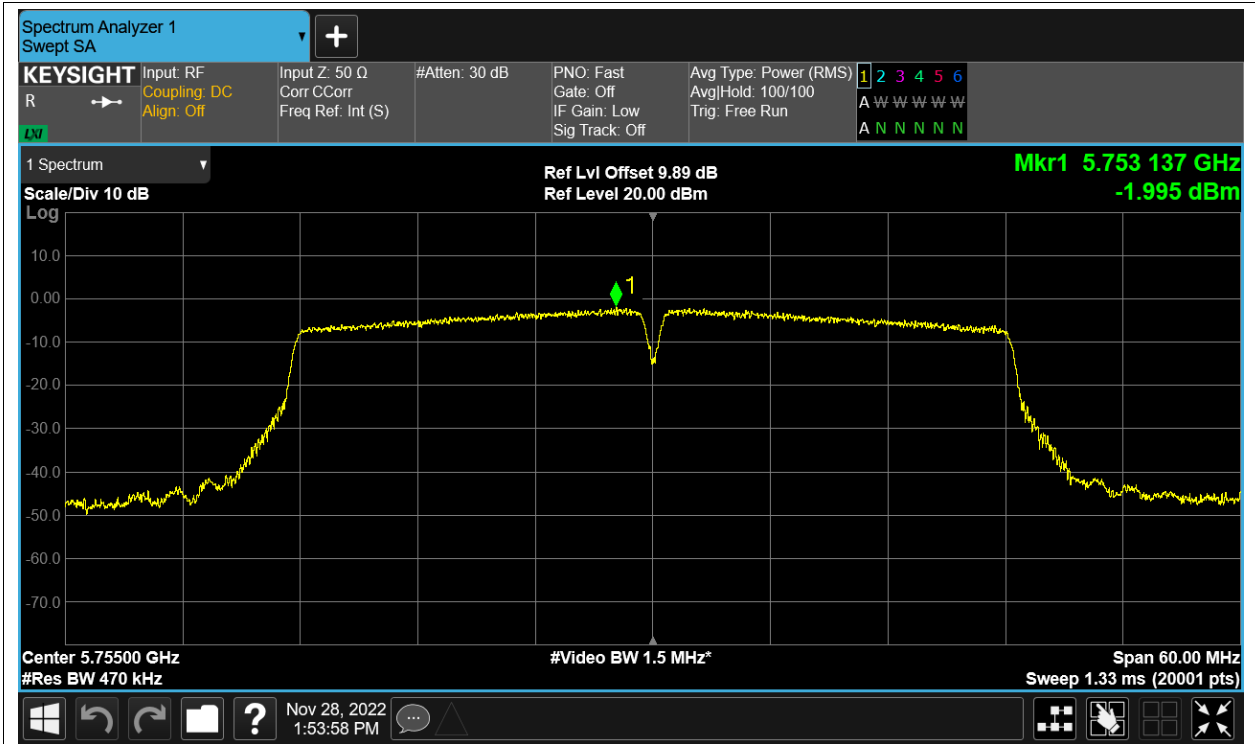 Spectrum Analyzer 1
Swept SA
KEYSIGHT
R
LXI
Input: RF
Coupling: DC
Align: Off
Input Z: 50 Ω
Corr CCorr
Freq Ref: Int (S)
#Atten: 30 dB
PNO: Fast
Gate: Off
IF Gain: Low
Sig Track: Off
Avg Type: Power (RMS)
Avg|Hold: 100/100
Trig: Free Run
1 2 3 4 5 6
A W W W W W
A N N N N N
1 Spectrum
Scale/Div 10 dB
Log
Ref Lvl Offset 9.89 dB
Ref Level 20.00 dBm
Mkr1 5.753 137 GHz
-1.995 dBm
1
10.0
0.00
-10.0
-20.0
-30.0
-40.0
-50.0
-60.0
-70.0
Center 5.75500 GHz
#Res BW 470 kHz
#Video BW 1.5 MHz*
Span 60.00 MHz
Sweep 1.33 ms (20001 pts)
?
Nov 28, 2022
1:53:58 PM